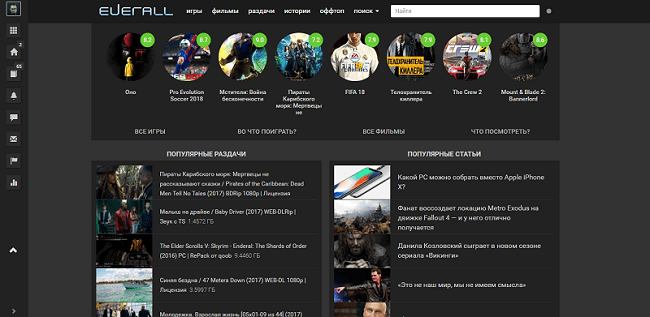 EVERALL игры фильмы раздачи истории оффтоп поиск Найти
2
65
8.2 8.7 9.0 7.2 7.9 7.9 8.1 8.6
Оно Pro Evolution Soccer 2018 Мстители: Война бесконечности Пираты Карибского моря: Мертвецы не FIFA 18 Телохранитель киллера The Crew 2 Mount & Blade 2: Bannerlord
ВСЕ ИГРЫ ВО ЧТО ПОИГРАТЬ? ВСЕ ФИЛЬМЫ ЧТО ПОСМОТРЕТЬ?
ПОПУЛЯРНЫЕ РАЗДАЧИ
Пираты Карибского моря: Мертвецы не
рассказывают сказки / Pirates of the Caribbean: Dead
Men Tell No Tales (2017) BDRip 1080p |
Лицензия
Малыш на драйве / Baby Driver (2017) WEB-DLRip |
Звук с TS 1.4572 ГБ
The Elder Scrolls V: Skyrim - Enderal: The Shards of Order
(2016) PC | RePack от qoob 9.4460 ГБ
Синяя бездна / 47 Meters Down (2017) WEB-DL 1080p |
Лицензия 3.5997 ГБ
Молодежка. Взрослая жизнь [05x01-09 из 44] (2017)
ПОПУЛЯРНЫЕ СТАТЬИ
Какой PC можно собрать вместо Apple iPhone
X?
Фанат воссоздает локацию Metro Exodus на
движке Fallout 4 — и у него отлично
получается
Данила Козловский сыграет в новом сезоне
сериала «Викинги»
«Это не наш мир, мы не имеем смысла»